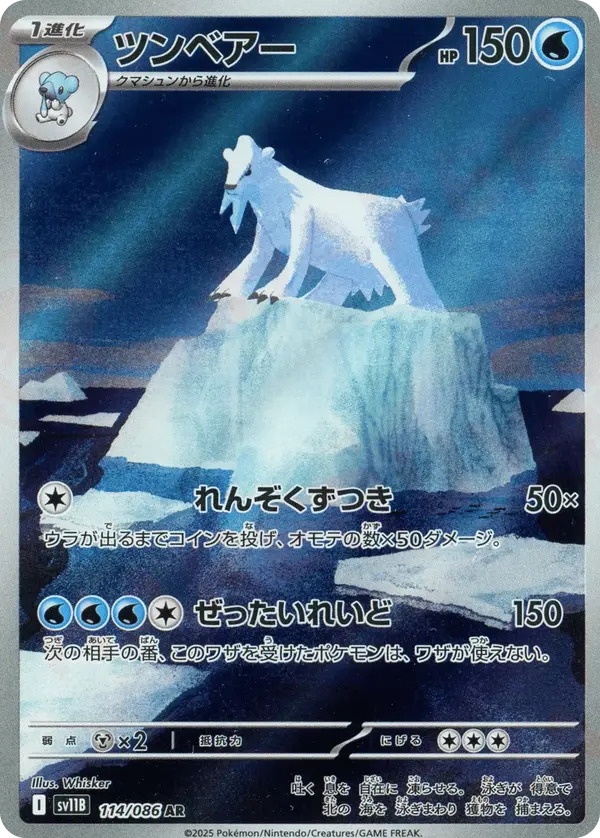 1進化
ツンベアー
HP 150
クマシュンから進化
れんぞくずつき 50×
ウラが出るまでコインを投げ、オモテの数×50ダメージ。
ぜったいれいど 150
次の相手の番、このワザを受けたポケモンは、ワザが使えない。
弱点 ×2 抵抗力 にげる
Illus. Whisker
吐く 息を 自在に 凍らせる。 泳ぎが 得意で
北の 海を 泳ぎまわり 獲物を 捕まえる。
I sv11B 114/086 AR
©2025 Pokémon/Nintendo/Creatures/GAME FREAK.